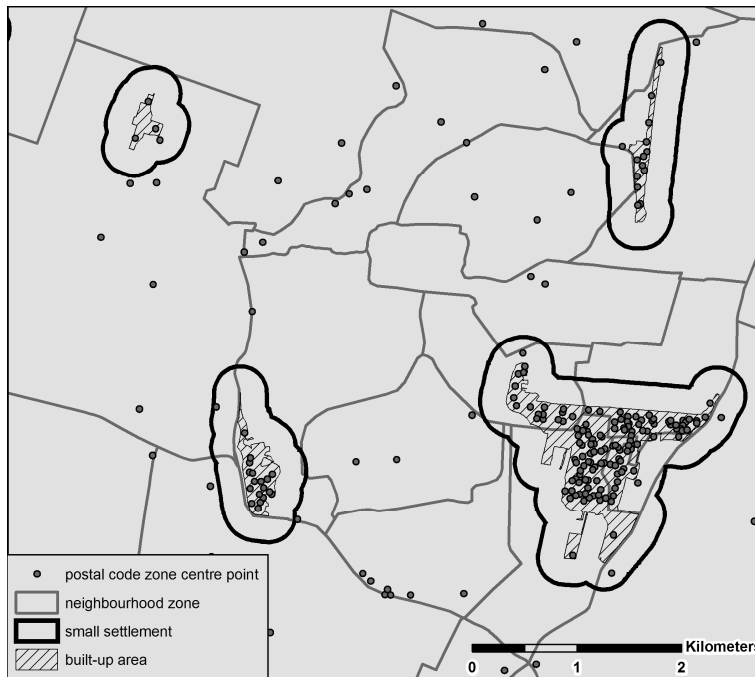 postal code zone centre point
neighbourhood zone
small settlement
built-up area
Kilometers
0 1 2